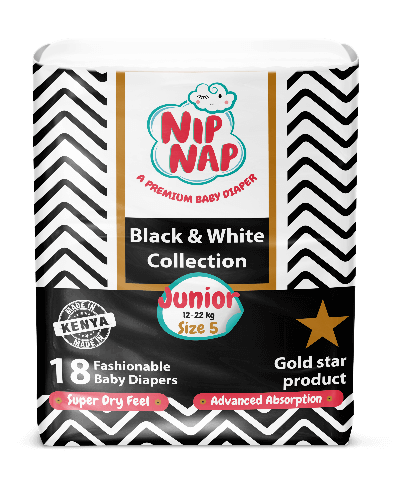 NIP
NAP
A PREMIUM BABY DIAPER
Black & White
Collection
Junior
12-22 kg
Size 5
MADE IN
KENYA
MADE IN
18 Fashionable
Baby Diapers
Gold star
product
Super Dry Feel
Advanced Absorption